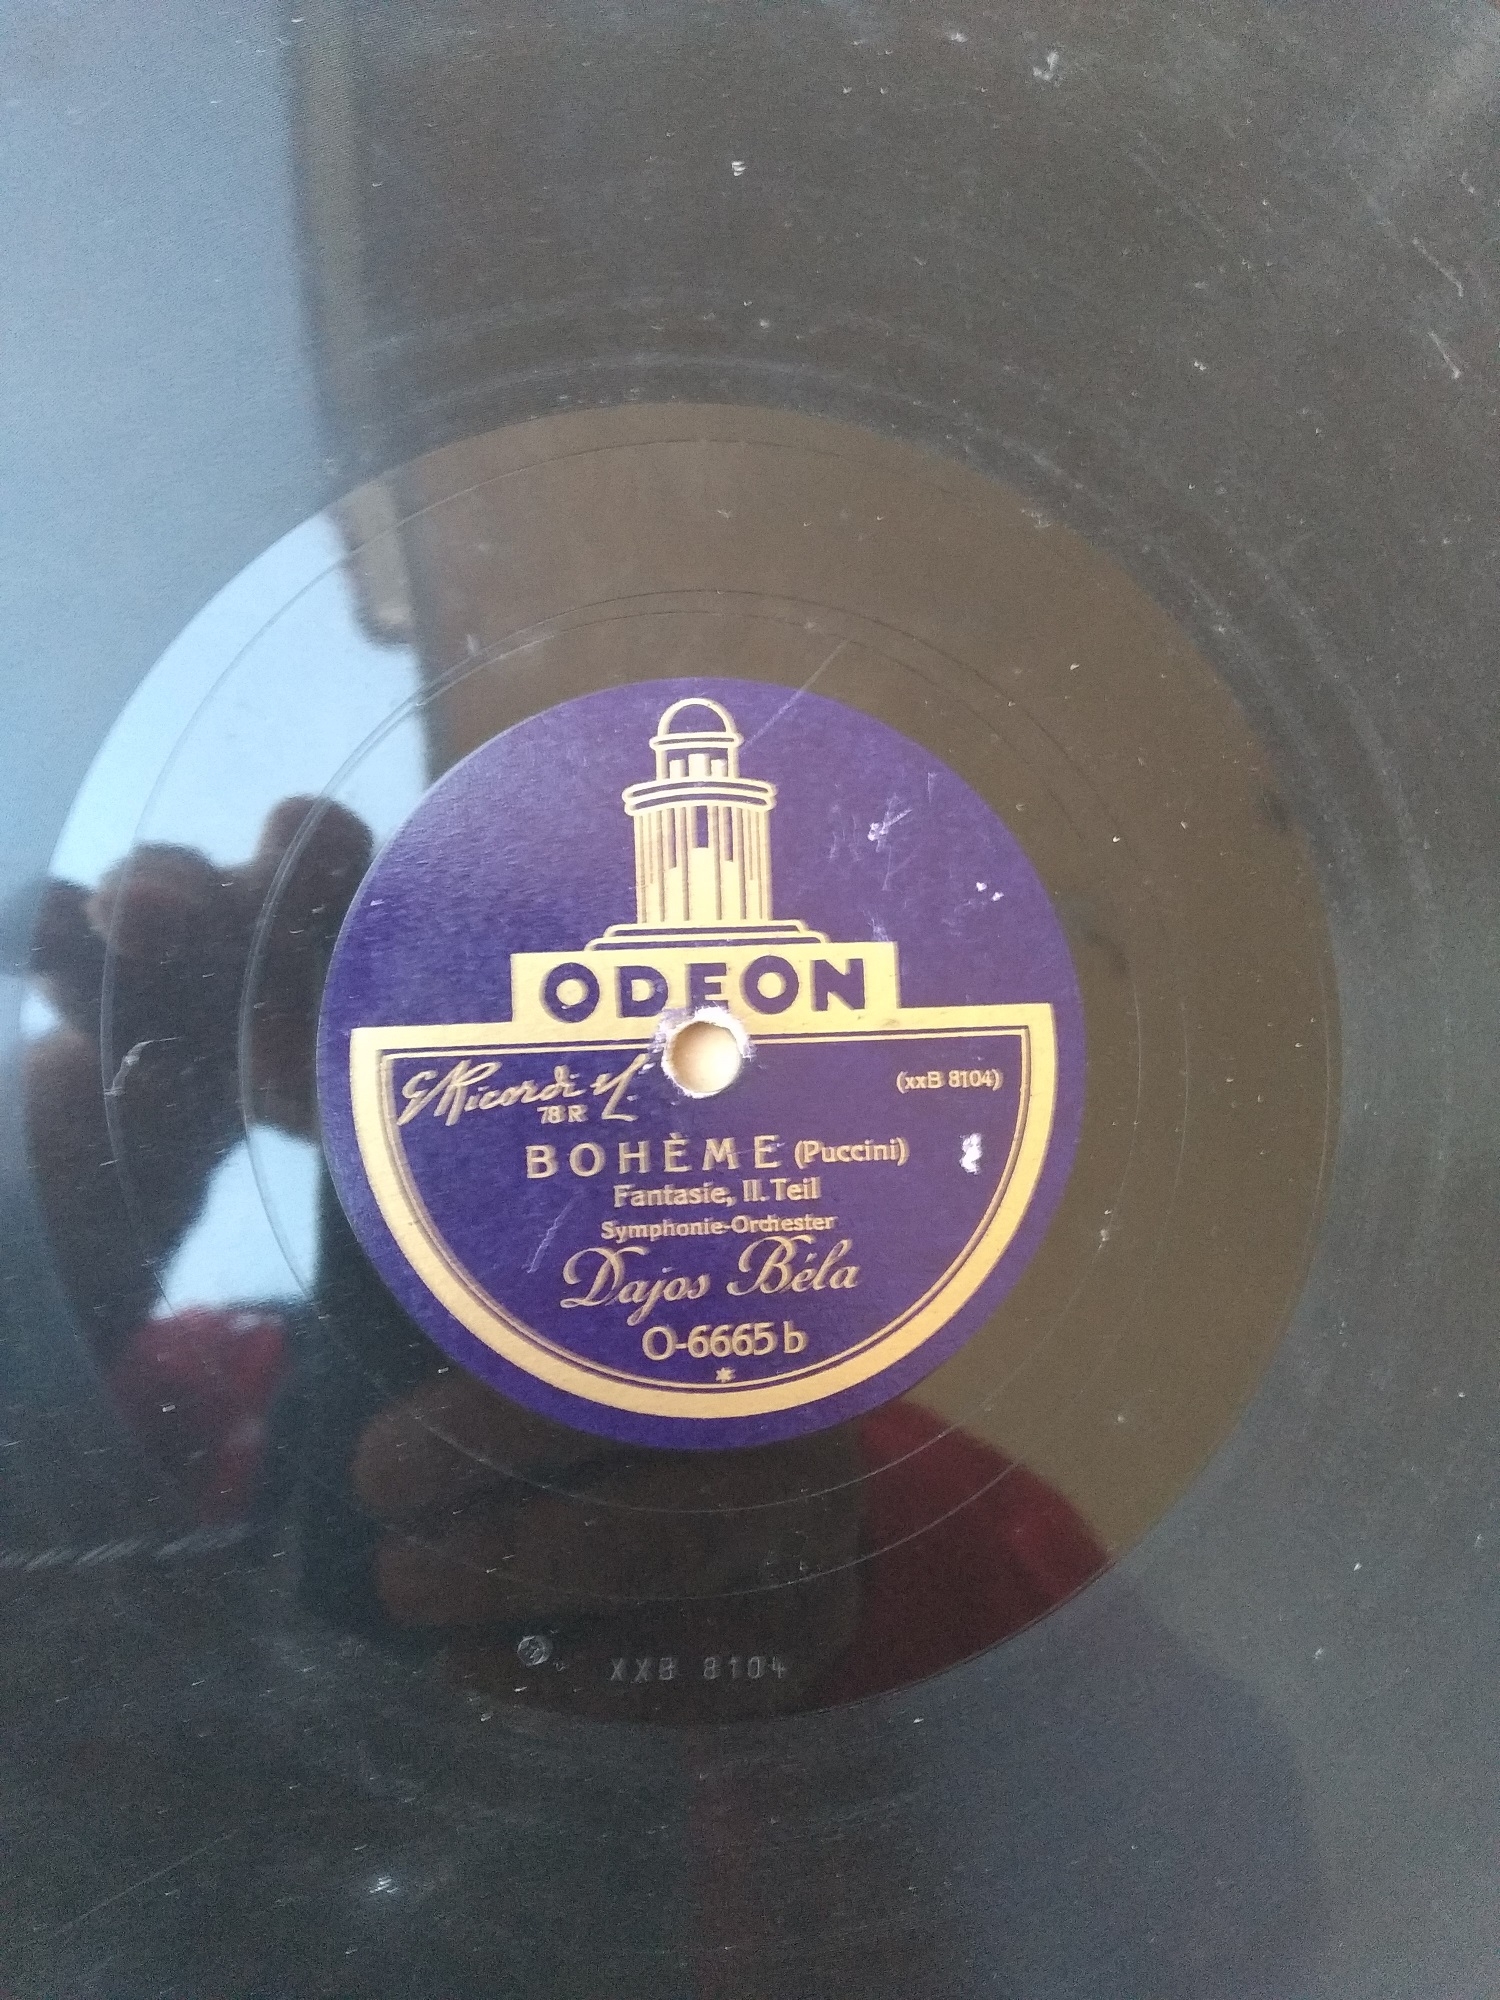 ODEON
Ricordi
78 R
(xxB 8104)
BOHÈME (Puccini)
Fantasie, II. Teil
Symphonie-Orchester
Dajos Béla
O-6665 b
*
XXB 8104